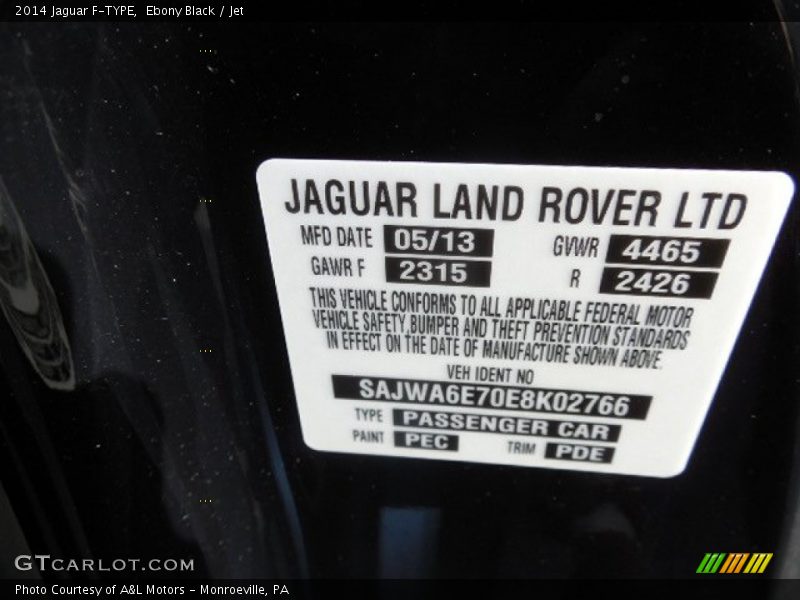 2014 Jaguar F-TYPE, Ebony Black / Jet
JAGUAR LAND ROVER LTD
MFD DATE 05/13 GVWR 4465
GAWR F 2315 R 2426
THIS VEHICLE CONFORMS TO ALL APPLICABLE FEDERAL MOTOR
VEHICLE SAFETY,BUMPER AND THEFT PREVENTION STANDARDS
IN EFFECT ON THE DATE OF MANUFACTURE SHOWN ABOVE.
VEH IDENT NO
SAJWA6E70E8K02766
TYPE PASSENGER CAR
PAINT PEC TRIM PDE
GTCARLOT.COM
Photo Courtesy of A&L Motors - Monroeville, PA